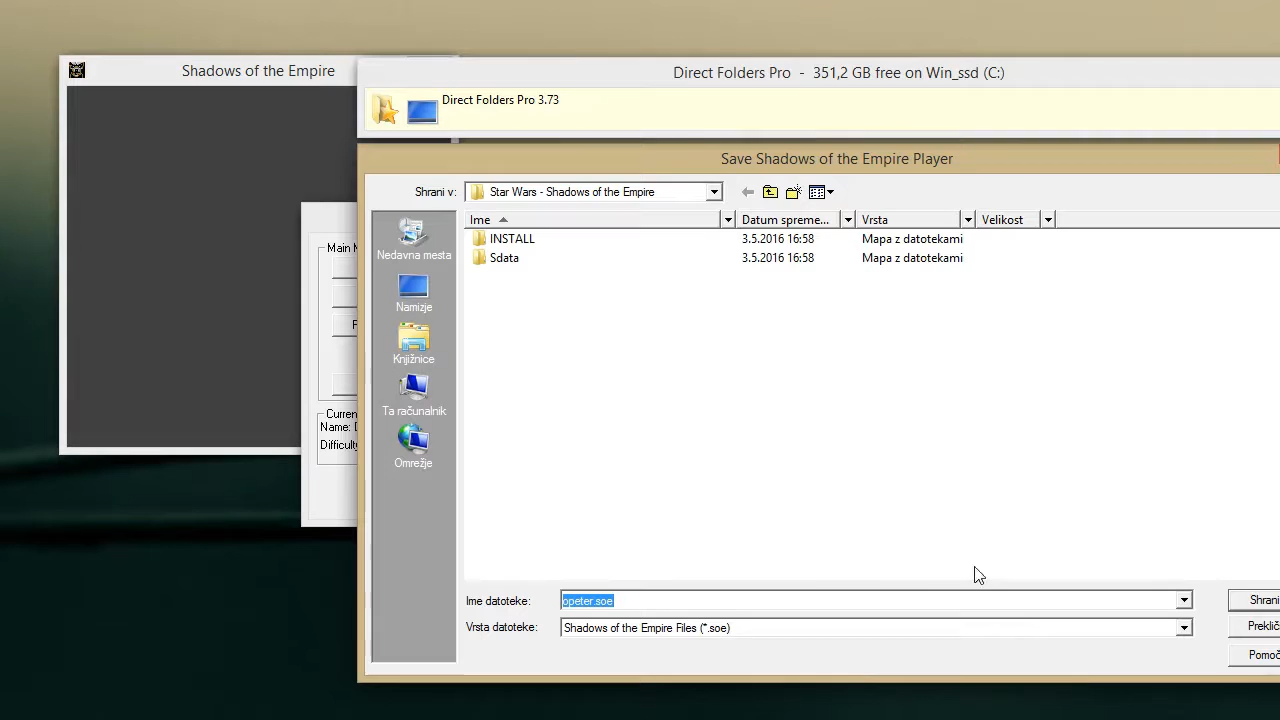 Shadows of the Empire
Direct Folders Pro - 351,2 GB free on Win_ssd (C:)
Direct Folders Pro 3.73
Save Shadows of the Empire Player
Shrani v: Star Wars - Shadows of the Empire
Ime Datum spreme... Vrsta Velikost
INSTALL 3.5.2016 16:58 Mapa z datotekami
Sdata 3.5.2016 16:58 Mapa z datotekami
Nedavna mesta
Namizje
Knjižnice
Ta računalnik
Omrežje
Main M
F
Curren
Name: D
Difficulty
Ime datoteke: opeter.soe Shrani
Vrsta datoteke: Shadows of the Empire Files (*.soe) Preklič
Pomoč